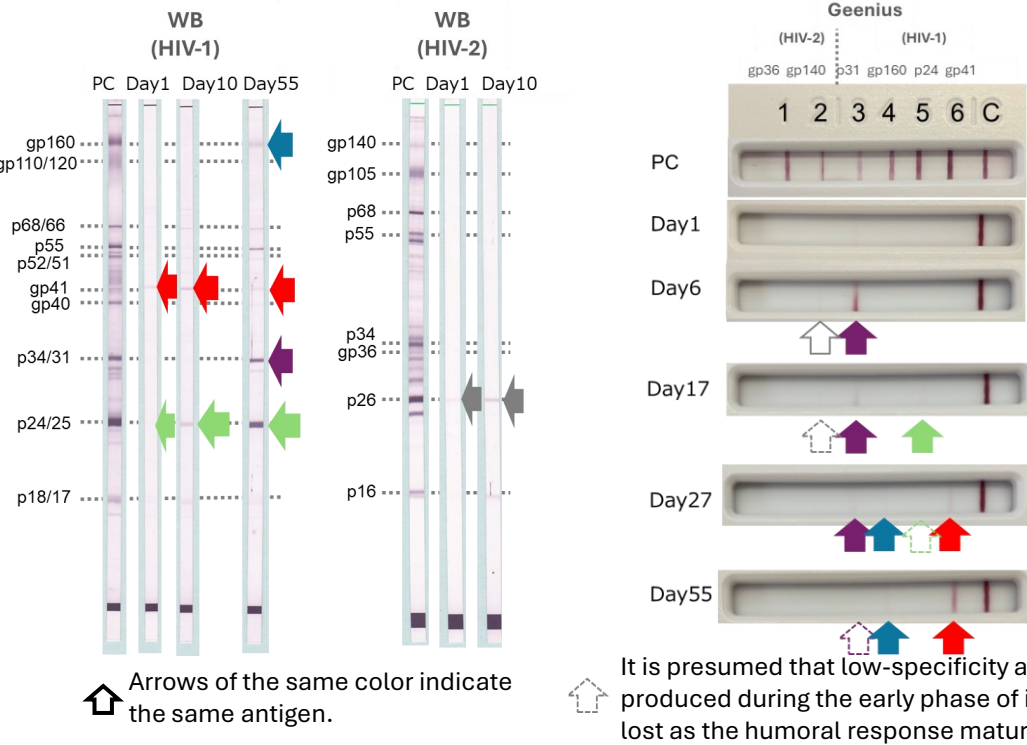 WB
(HIV-1)
PC Day1 Day10 Day55
gp160
gp110/120
p68/66
p55
p52/51
gp41
gp40
p34/31
p24/25
p18/17
WB
(HIV-2)
PC Day1 Day10
gp140
gp105
p68
p55
p34
gp36
p26
p16
Geenius
(HIV-2) (HIV-1)
gp36 gp140 p31 gp160 p24 gp41
1 2 3 4 5 6 C
PC
Day1
Day6
Day17
Day27
Day55
Arrows of the same color indicate
the same antigen.
It is presumed that low-specificity a
produced during the early phase of i
lost as the humoral response matur